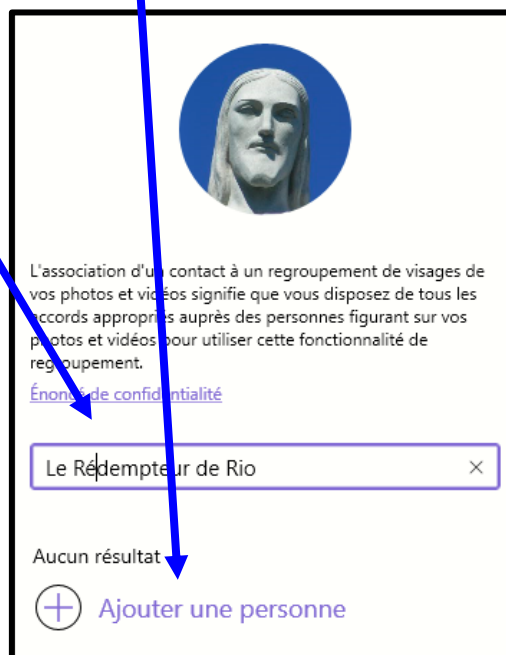 L'association d'un contact à un regroupement de visages de
vos photos et vidéos signifie que vous disposez de tous les
accords appropriés auprès des personnes figurant sur vos
photos et vidéos pour utiliser cette fonctionnalité de
regroupement.
Énoncé de confidentialité
Le Rédempteur de Rio
Aucun résultat
Ajouter une personne